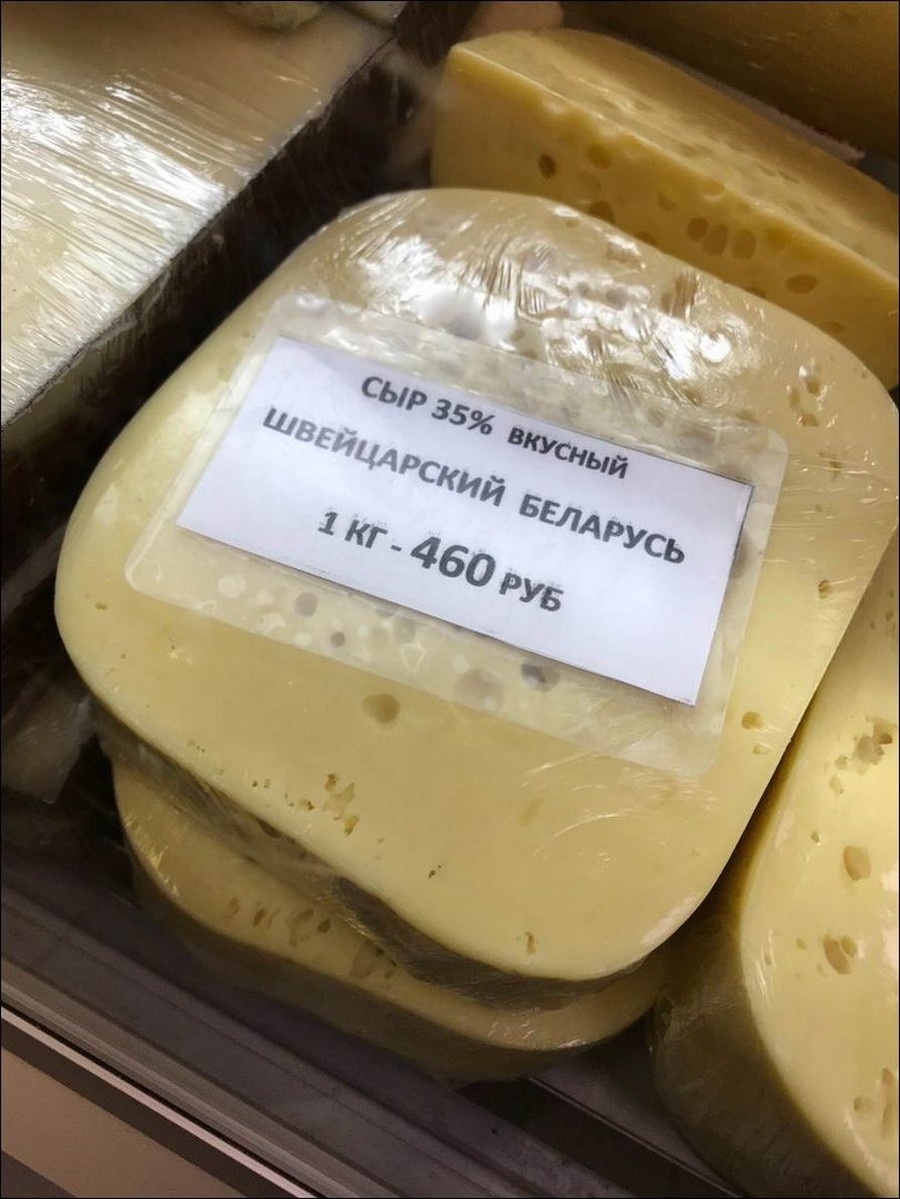 СЫР 35% ВКУСНЫЙ
ШВЕЙЦАРСКИЙ БЕЛАРУСЬ
1 КГ - 460 РУБ